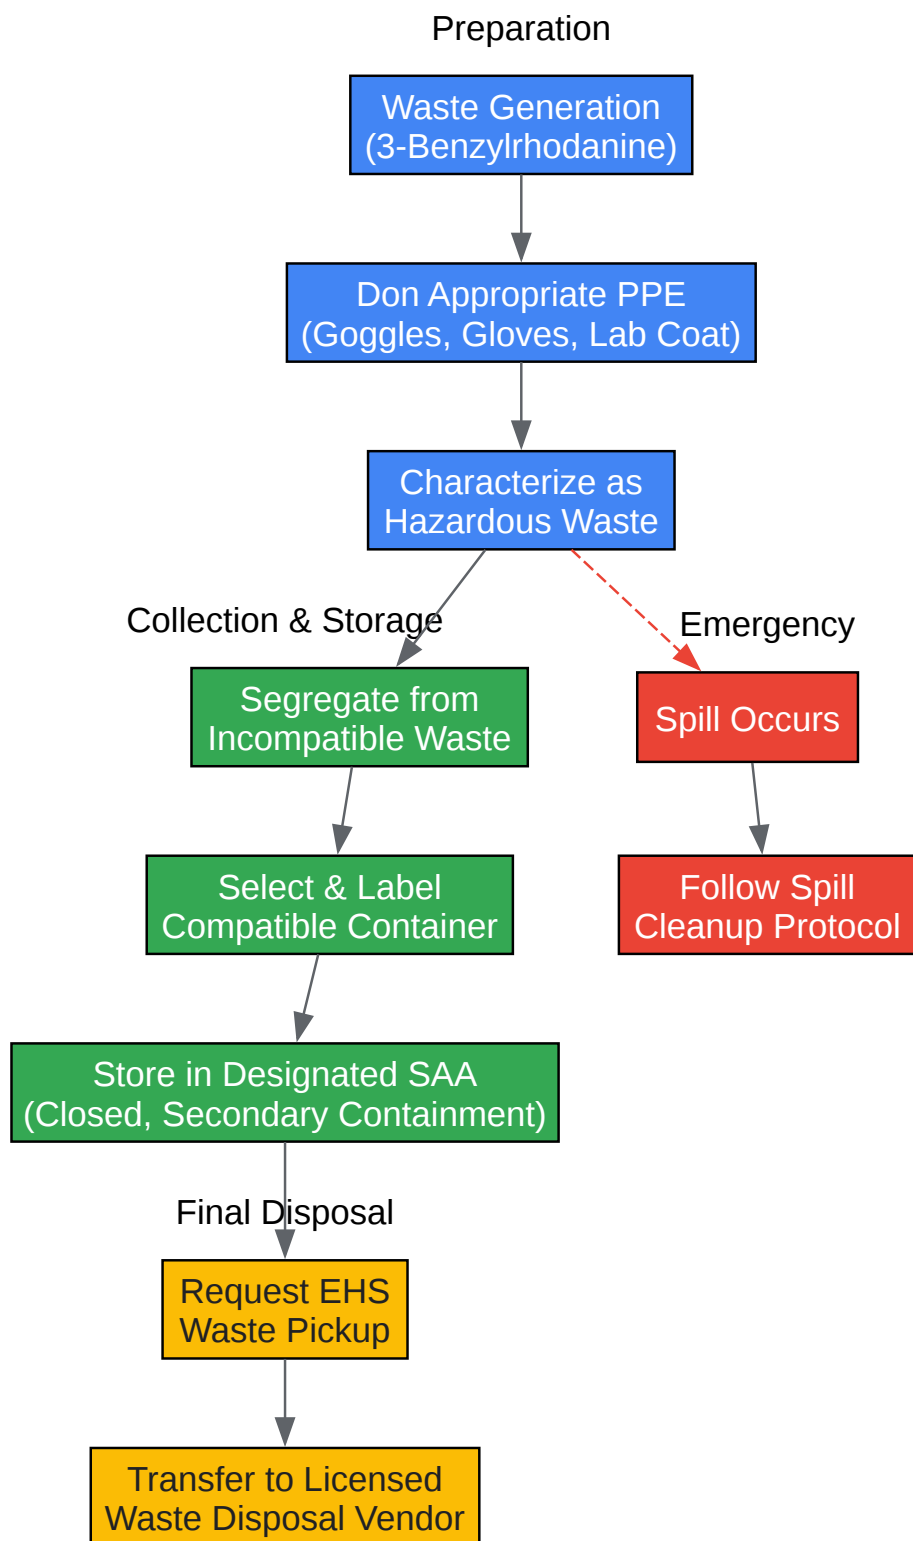 Preparation
Waste Generation
(3-Benzylrhodanine)
Don Appropriate PPE
(Goggles, Gloves, Lab Coat)
Characterize as
Hazardous Waste
Collection & Storage
Emergency
Segregate from
Incompatible Waste
Spill Occurs
Select & Label
Compatible Container
Follow Spill
Cleanup Protocol
Store in Designated SAA
(Closed, Secondary Containment)
Final Disposal
Request EHS
Waste Pickup
Transfer to Licensed
Waste Disposal Vendor